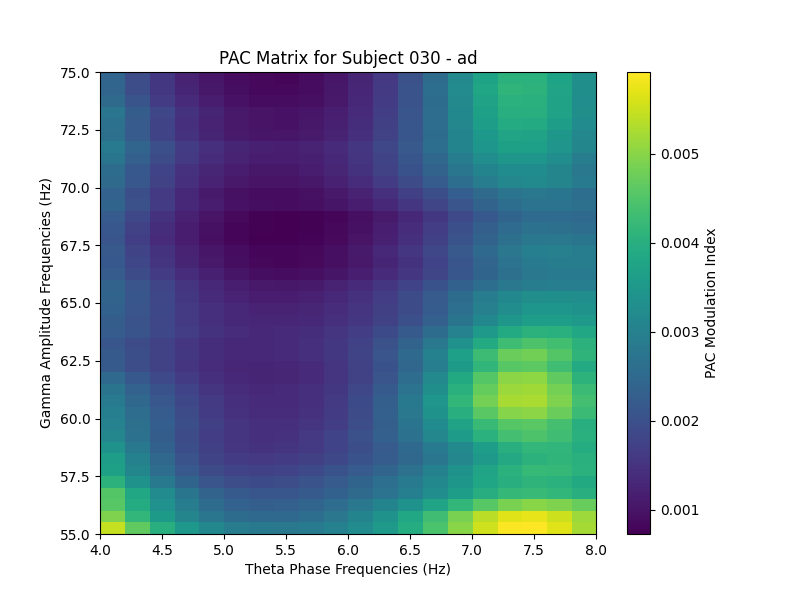 PAC Matrix for Subject 030 - ad
Gamma Amplitude Frequencies (Hz)
75.0
72.5
70.0
67.5
65.0
62.5
60.0
57.5
55.0
4.0 4.5 5.0 5.5 6.0 6.5 7.0 7.5 8.0
Theta Phase Frequencies (Hz)
0.005
0.004
0.003
0.002
0.001
PAC Modulation Index